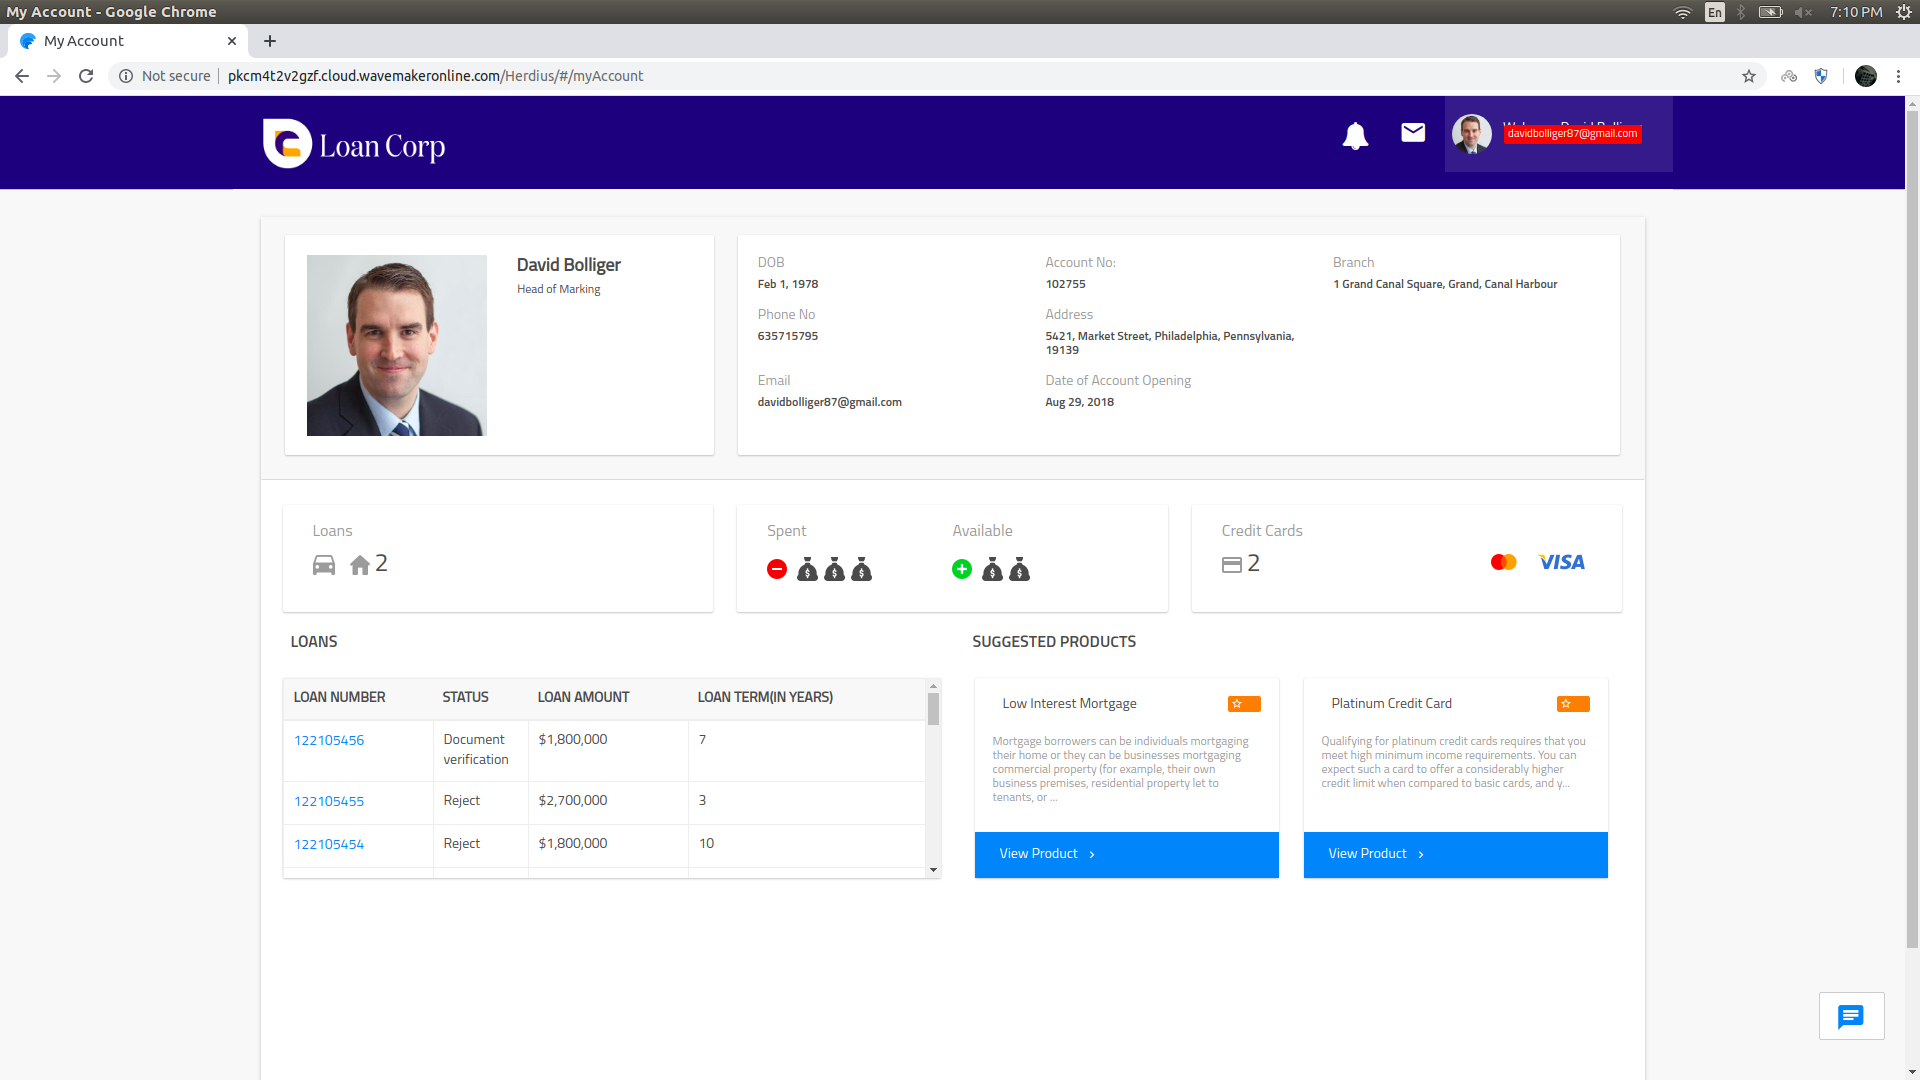 My Account - Google Chrome
En
7:10 PM
My Account
Not secure
pkcm4t2v2gzf.cloud.wavemakeronline.com/Herdius/#/myAccount
Loan Corp
davidbolliger87@gmail.com
David Bolliger
Head of Marking
DOB
Feb 1, 1978
Account No:
102755
Branch
1 Grand Canal Square, Grand, Canal Harbour
Phone No
635715795
Address
5421, Market Street, Philadelphia, Pennsylvania,
19139
Email
davidbolliger87@gmail.com
Date of Account Opening
Aug 29, 2018
Loans
2
Spent
Available
Credit Cards
2
VISA
LOANS
LOAN NUMBER STATUS LOAN AMOUNT LOAN TERM(IN YEARS)
122105456 Document $1,800,000 7
verification
122105455 Reject $2,700,000 3
122105454 Reject $1,800,000 10
SUGGESTED PRODUCTS
Low Interest Mortgage
Mortgage borrowers can be individuals mortgaging
their home or they can be businesses mortgaging
commercial property (for example, their own
business premises, residential property let to
tenants, or ...
View Product
Platinum Credit Card
Qualifying for platinum credit cards requires that you
meet high minimum income requirements. You can
expect such a card to offer a considerably higher
credit limit when compared to basic cards, and y...
View Product